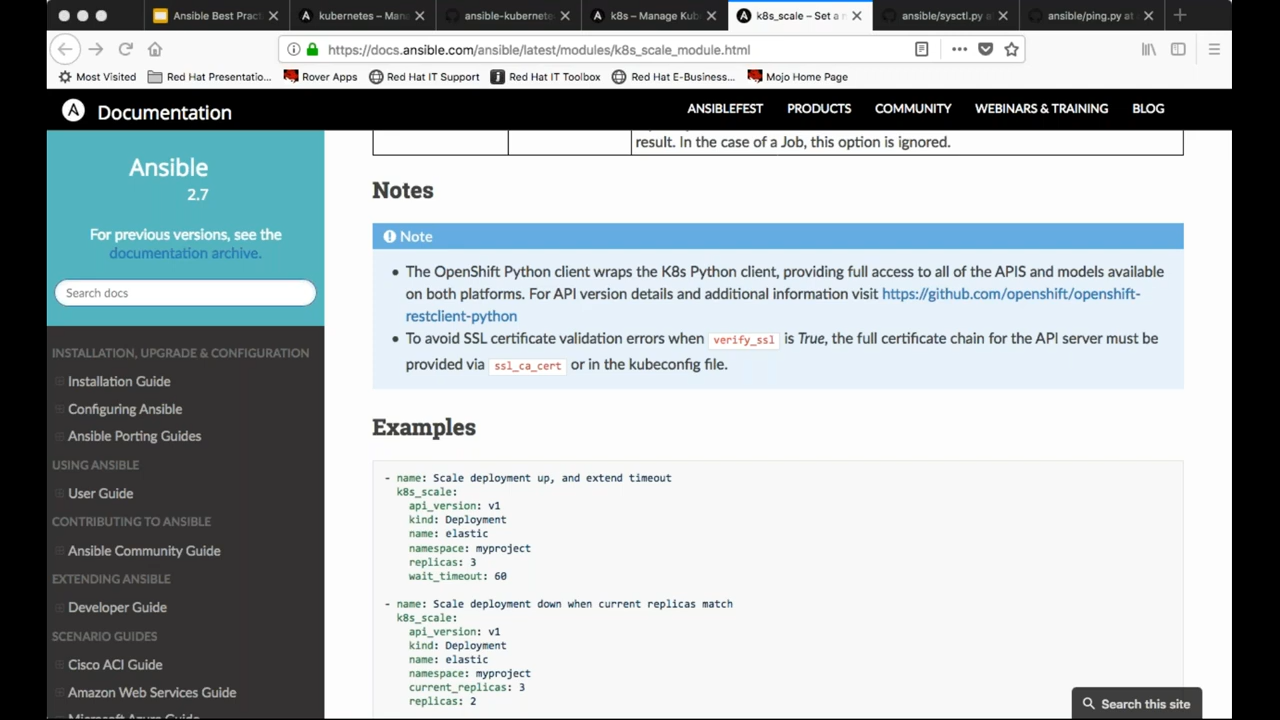 Ansible Best Pract
kubernetes – Mana
ansible-kubernete
k8s – Manage Kub
k8s_scale – Set a n
ansible/sysctl.py at
ansible/ping.py at
https://docs.ansible.com/ansible/latest/modules/k8s_scale_module.html
Most Visited
Red Hat Presentatio...
Rover Apps
Red Hat IT Support
Red Hat IT Toolbox
Red Hat E-Business...
Mojo Home Page
Documentation
ANSIBLEFEST
PRODUCTS
COMMUNITY
WEBINARS & TRAINING
BLOG
Ansible
2.7
For previous versions, see the
documentation archive.
Search docs
INSTALLATION, UPGRADE & CONFIGURATION
Installation Guide
Configuring Ansible
Ansible Porting Guides
USING ANSIBLE
User Guide
CONTRIBUTING TO ANSIBLE
Ansible Community Guide
EXTENDING ANSIBLE
Developer Guide
SCENARIO GUIDES
Cisco ACI Guide
Amazon Web Services Guide
Microsoft Azure Guide
result. In the case of a Job, this option is ignored.
Notes
Note
• The OpenShift Python client wraps the K8s Python client, providing full access to all of the APIS and models available
on both platforms. For API version details and additional information visit https://github.com/openshift/openshift-
restclient-python
• To avoid SSL certificate validation errors when verify_ssl is True, the full certificate chain for the API server must be
provided via ssl_ca_cert or in the kubeconfig file.
Examples
- name: Scale deployment up, and extend timeout
k8s_scale:
api_version: v1
kind: Deployment
name: elastic
namespace: myproject
replicas: 3
wait_timeout: 60
- name: Scale deployment down when current replicas match
k8s_scale:
api_version: v1
kind: Deployment
name: elastic
namespace: myproject
current_replicas: 3
replicas: 2
Search this site